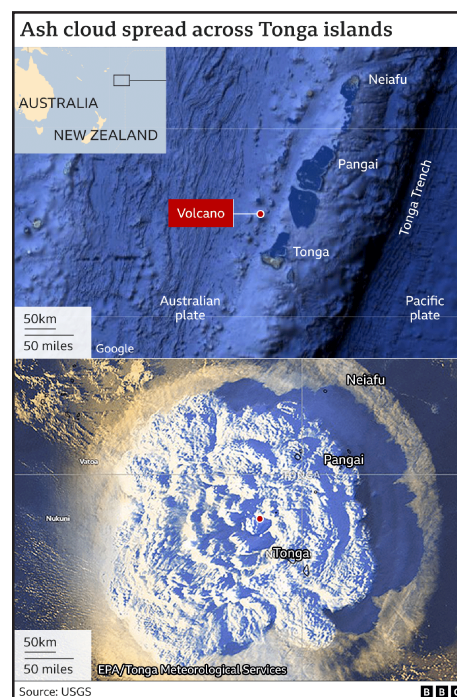 Ash cloud spread across Tonga islands
AUSTRALIA
NEW ZEALAND
Neiafu
Pangai
Tonga Trench
Volcano
Tonga
Australian
plate
Pacific
plate
50km
50 miles
Google
Neiafu
Vatoa
Pangai
Nukuni
Tonga
50km
50 miles
EPA/Tonga Meteorological Services
Source: USGS
BBC